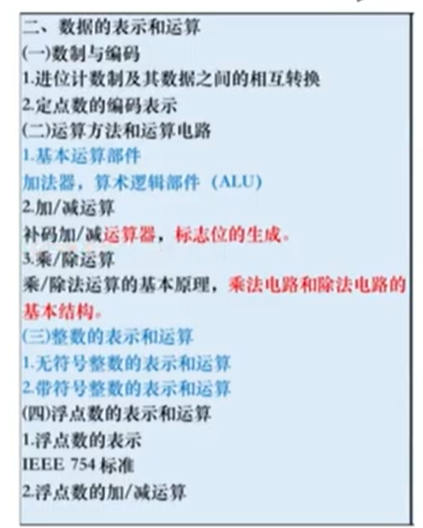 二、数据的表示和运算
(一)数制与编码
1.进位计数制及其数据之间的相互转换
2.定点数的编码表示
(二)运算方法和运算电路
1.基本运算部件
加法器，算术逻辑部件（ALU）
2.加/减运算
补码加/减运算器，标志位的生成。
3.乘/除运算
乘/除法运算的基本原理，乘法电路和除法电路的
基本结构。
(三)整数的表示和运算
1.无符号整数的表示和运算
2.带符号整数的表示和运算
(四)浮点数的表示和运算
1.浮点数的表示
IEEE 754 标准
2.浮点数的加/减运算